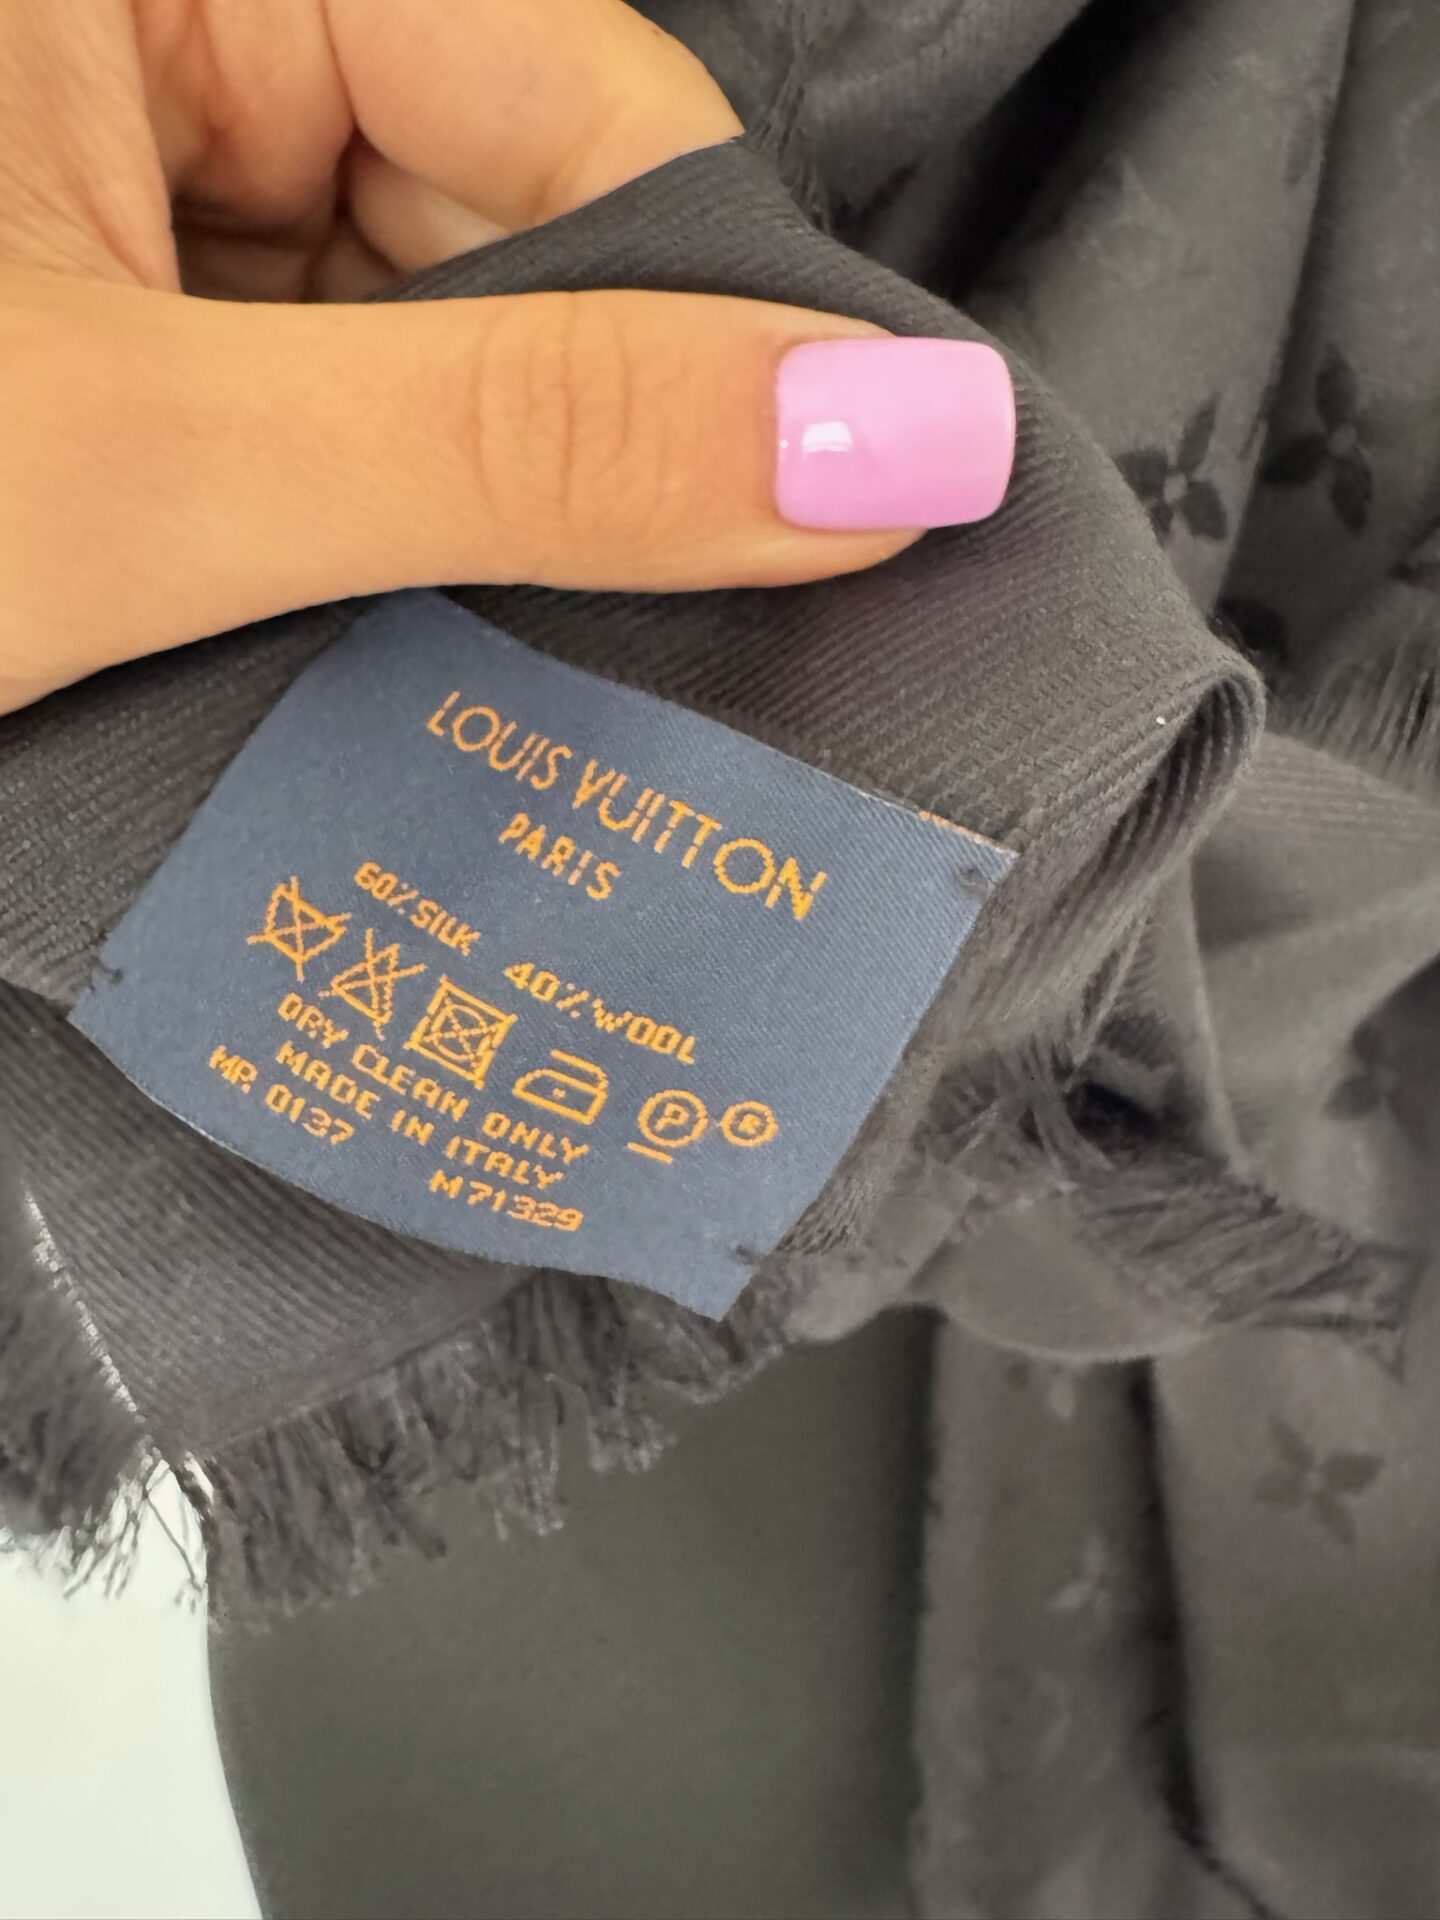 LOUIS VUITTON
PARIS
60%SILK 40%WOOL
P R
DRY CLEAN ONLY
MADE IN ITALY
MP. 0137 M71329